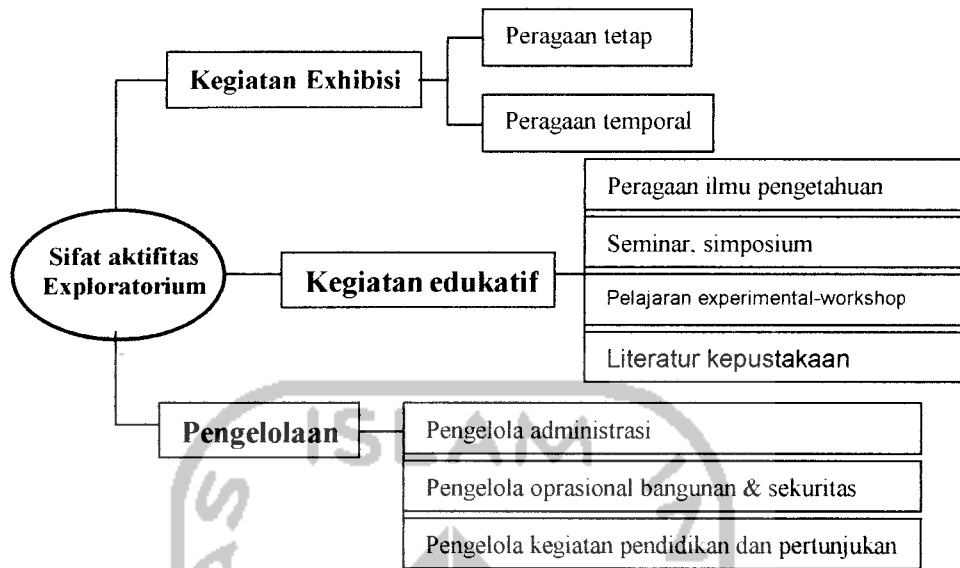 Kegiatan Exhibisi
Peragaan tetap
Peragaan temporal
Sifat aktifitas
Exploratorium
Kegiatan edukatif
Peragaan ilmu pengetahuan
Seminar, simposium
Pelajaran experimental-workshop
Literatur kepustakaan
Pengelolaan
Pengelola administrasi
Pengelola oprasional bangunan & sekuritas
Pengelola kegiatan pendidikan dan pertunjukan
ISLAM